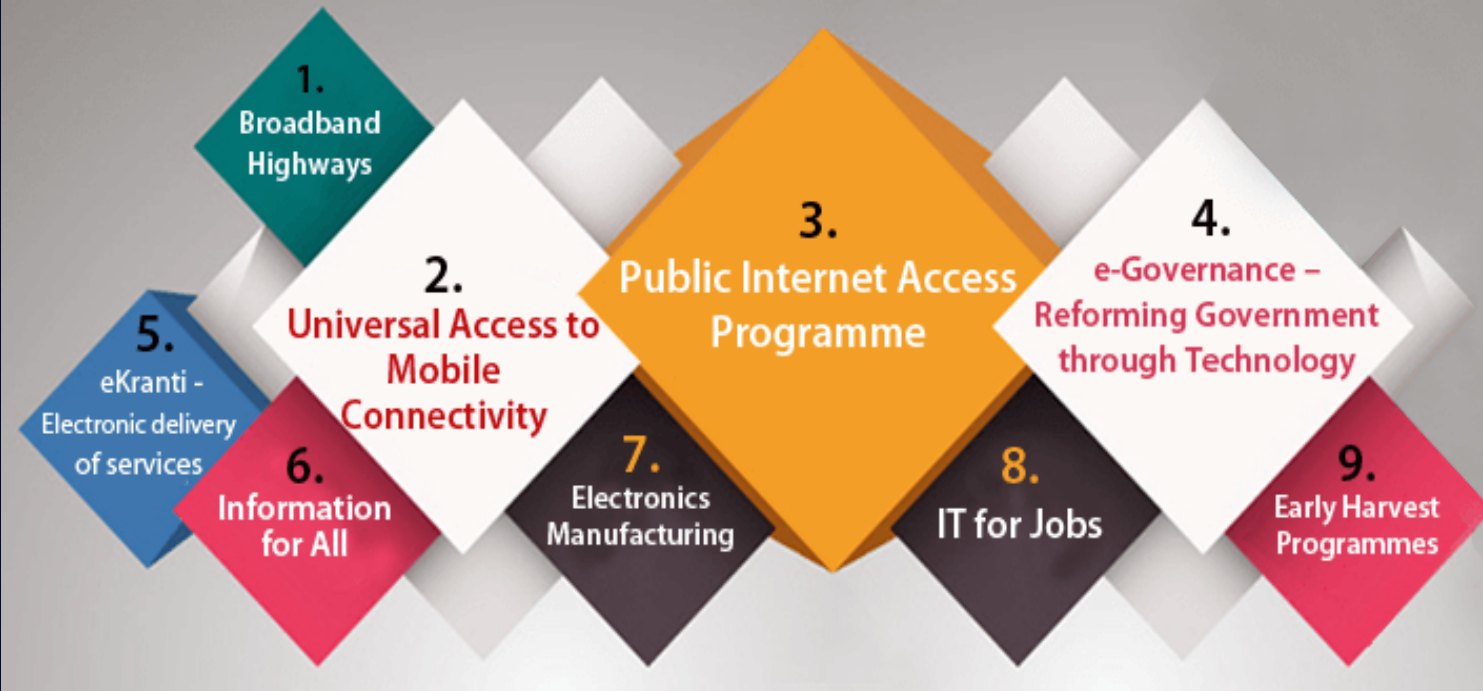 1.
Broadband
Highways
2.
Universal Access to
Mobile
Connectivity
3.
Public Internet Access
Programme
4.
e-Governance –
Reforming Government
through Technology
5.
eKranti -
Electronic delivery
of services
6.
Information
for All
7.
Electronics
Manufacturing
8.
IT for Jobs
9.
Early Harvest
Programmes